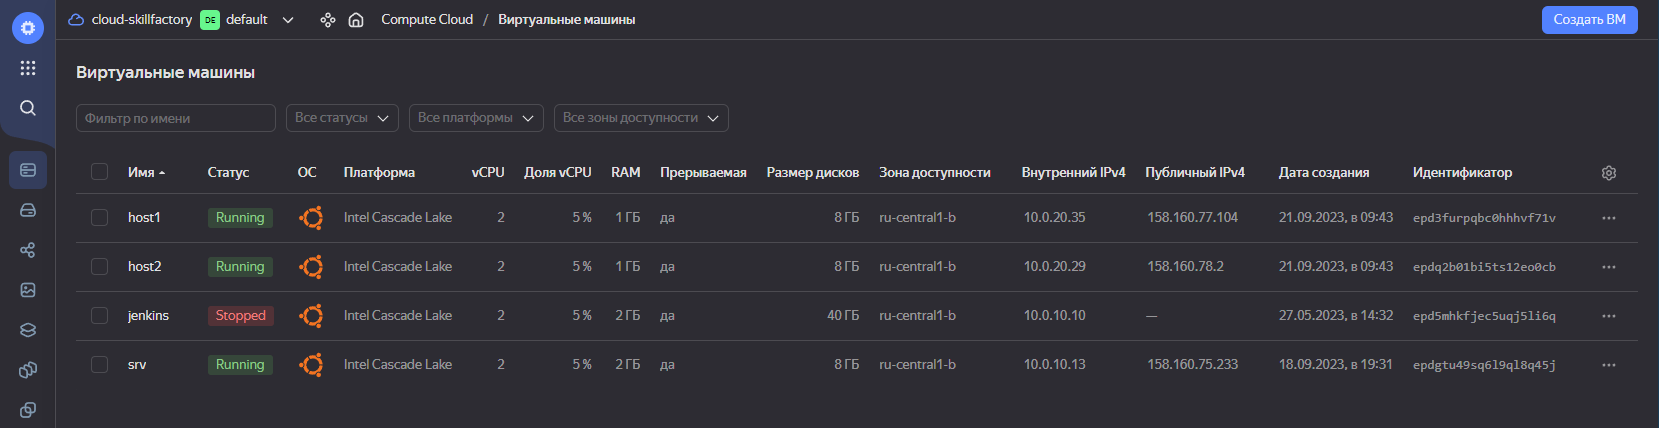 cloud-skillfactory DE default Compute Cloud / Виртуальные машины Создать ВМ
Виртуальные машины
Фильтр по имени Все статусы Все платформы Все зоны доступности
Имя Статус ОС Платформа vCPU Доля vCPU RAM Прерываемая Размер дисков Зона доступности Внутренний IPv4 Публичный IPv4 Дата создания Идентификатор
host1 Running Intel Cascade Lake 2 5 % 1 ГБ да 8 ГБ ru-central1-b 10.0.20.35 158.160.77.104 21.09.2023, в 09:43 epd3furpqbc0hhhvf71v
host2 Running Intel Cascade Lake 2 5 % 1 ГБ да 8 ГБ ru-central1-b 10.0.20.29 158.160.78.2 21.09.2023, в 09:43 epdq2b01bi5ts12eo0cb
jenkins Stopped Intel Cascade Lake 2 5 % 2 ГБ да 40 ГБ ru-central1-b 10.0.10.10 — 27.05.2023, в 14:32 epd5mhkfjec5uqj5li6q
srv Running Intel Cascade Lake 2 5 % 2 ГБ да 8 ГБ ru-central1-b 10.0.10.13 158.160.75.233 18.09.2023, в 19:31 epdgtu49sq6l9ql8q45j